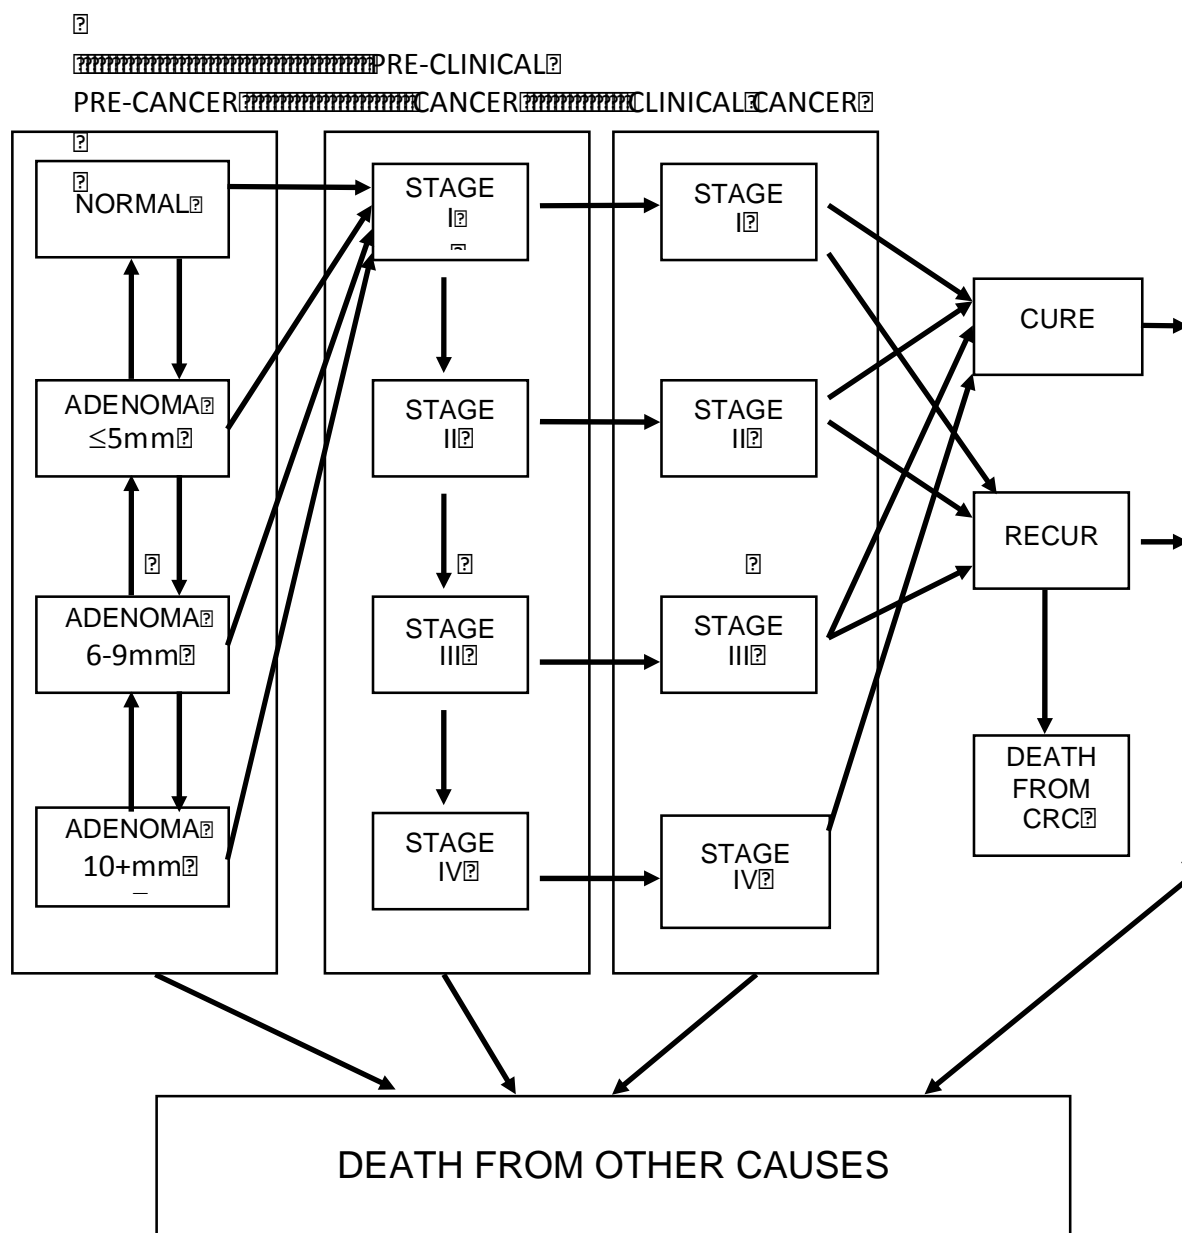 PRE-CLINICAL
PRE-CANCER CANCER CLINICAL CANCER
NORMAL
ADENOMA
≤5mm
ADENOMA
6-9mm
ADENOMA
10+mm
STAGE
I
STAGE
II
STAGE
III
STAGE
IV
STAGE
I
STAGE
II
STAGE
III
STAGE
IV
CURE
RECUR
DEATH
FROM
CRC
DEATH FROM OTHER CAUSES